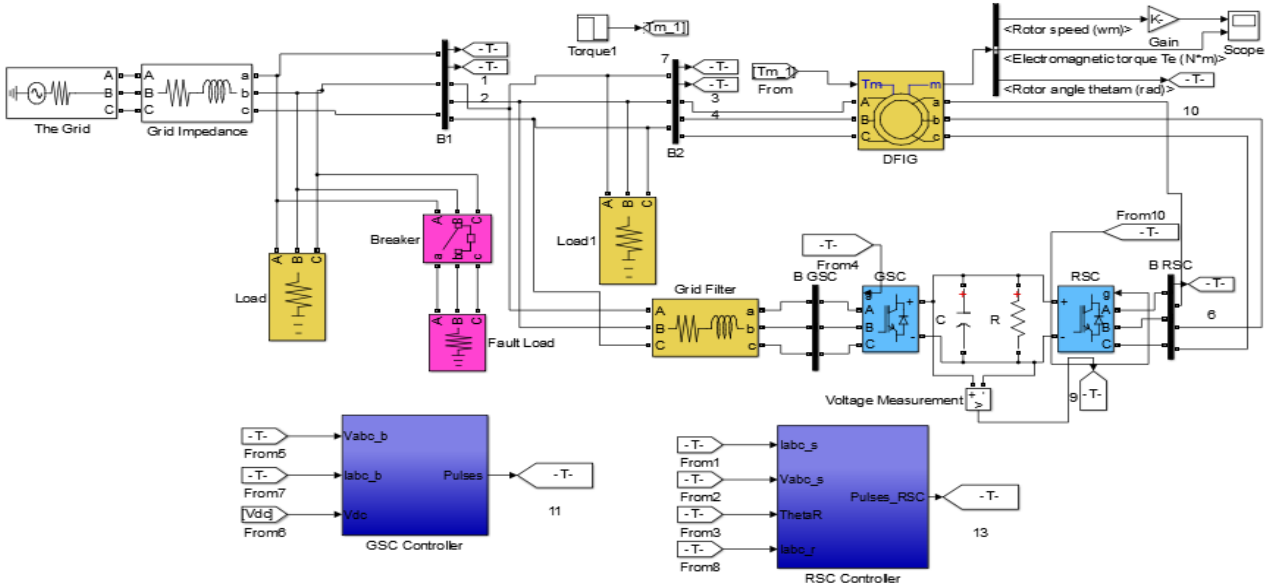 [Tm_1]
Torque1
<Rotor speed (wm)>
K-
Gain
Scope
<Electromagnetic torque Te (N*m)>
<Rotor angle thetam (rad)>
-T-
A
B
C
The Grid
A
B
C
a
b
c
Grid Impedance
-T-
-T-
1
2
B1
7
-T-
-T-
3
4
B2
[Tm_1]
From
Tm
m
A
B
C
a
b
c
DFIG
10
A
B
C
Load
Breaker
A
B
C
a
b
c
A
B
C
Fault Load
A
B
C
Load1
-T-
From4
From10
-T-
Grid Filter
A
B
C
a
b
c
B GSC
GSC
g
A
B
C
+
-
C
+
R
+
RSC
+
-
g
A
B
C
B RSC
-T-
6
Voltage Measurement
+
-
v
9
-T-
-T-
From5
-T-
From7
[Vdc]
From6
Vabc_b
Iabc_b
Vdc
Pulses
GSC Controller
-T-
11
-T-
From1
-T-
From2
-T-
From3
-T-
From8
Iabc_s
Vabc_s
ThetaR
Iabc_r
Pulses_RSC
RSC Controller
-T-
13